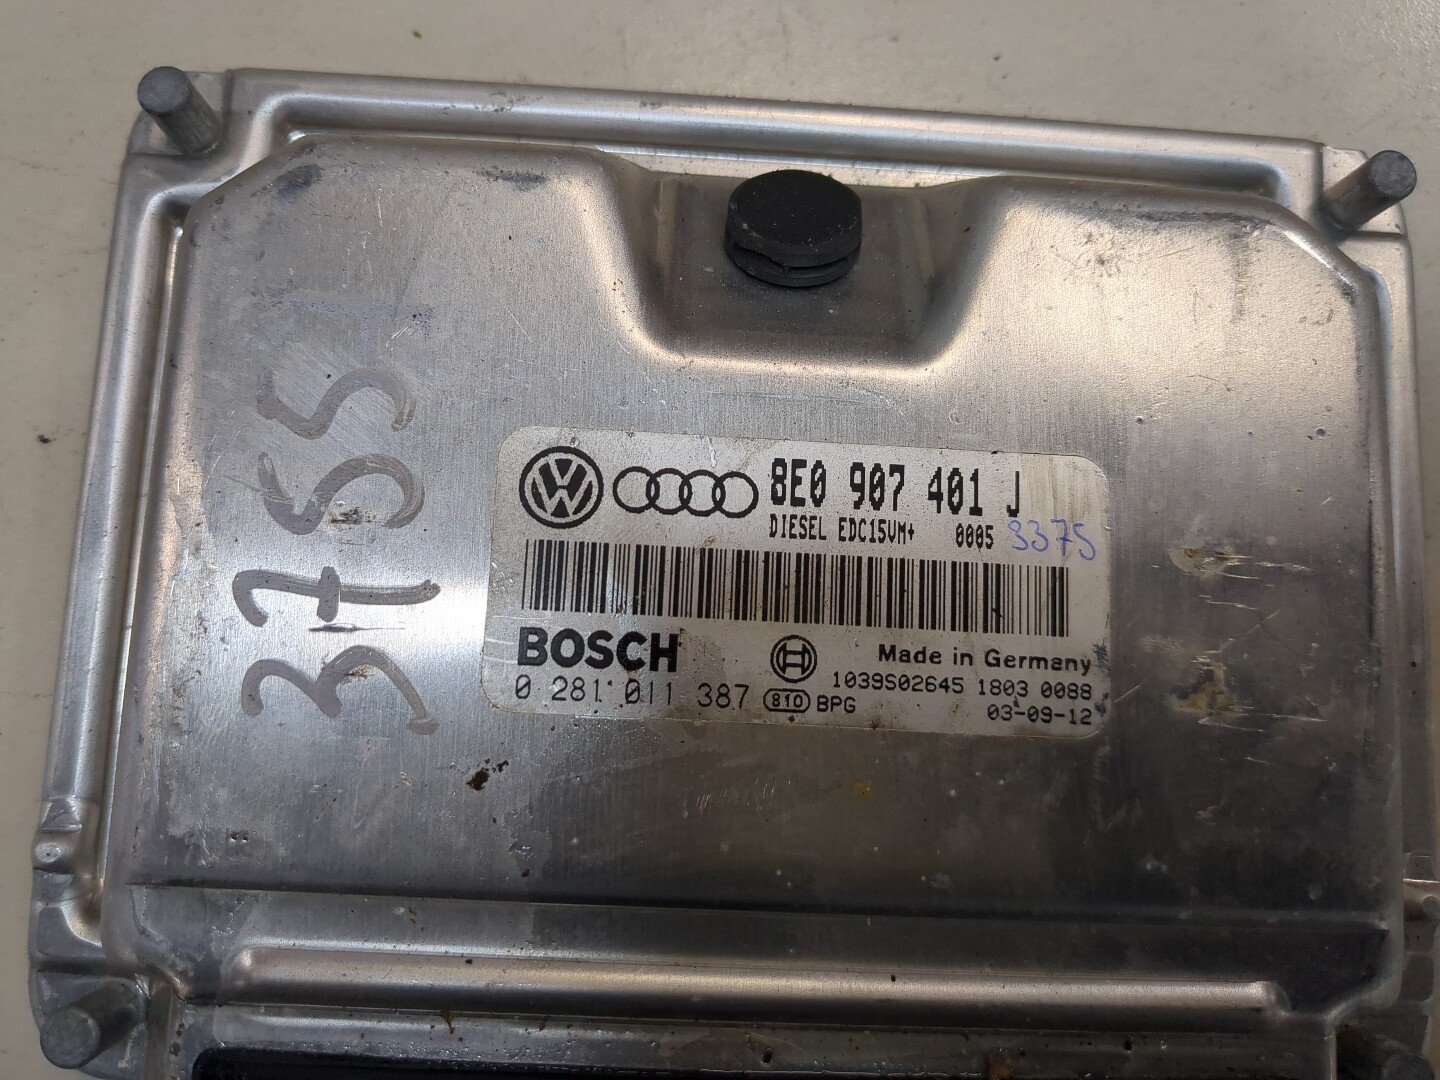 3755
8E0 907 401 J
DIESEL EDC15VM+ 0005 3375
BOSCH
Made in Germany
0 281 011 387 810 BPG
1039S02645 1803 0088
03-09-12